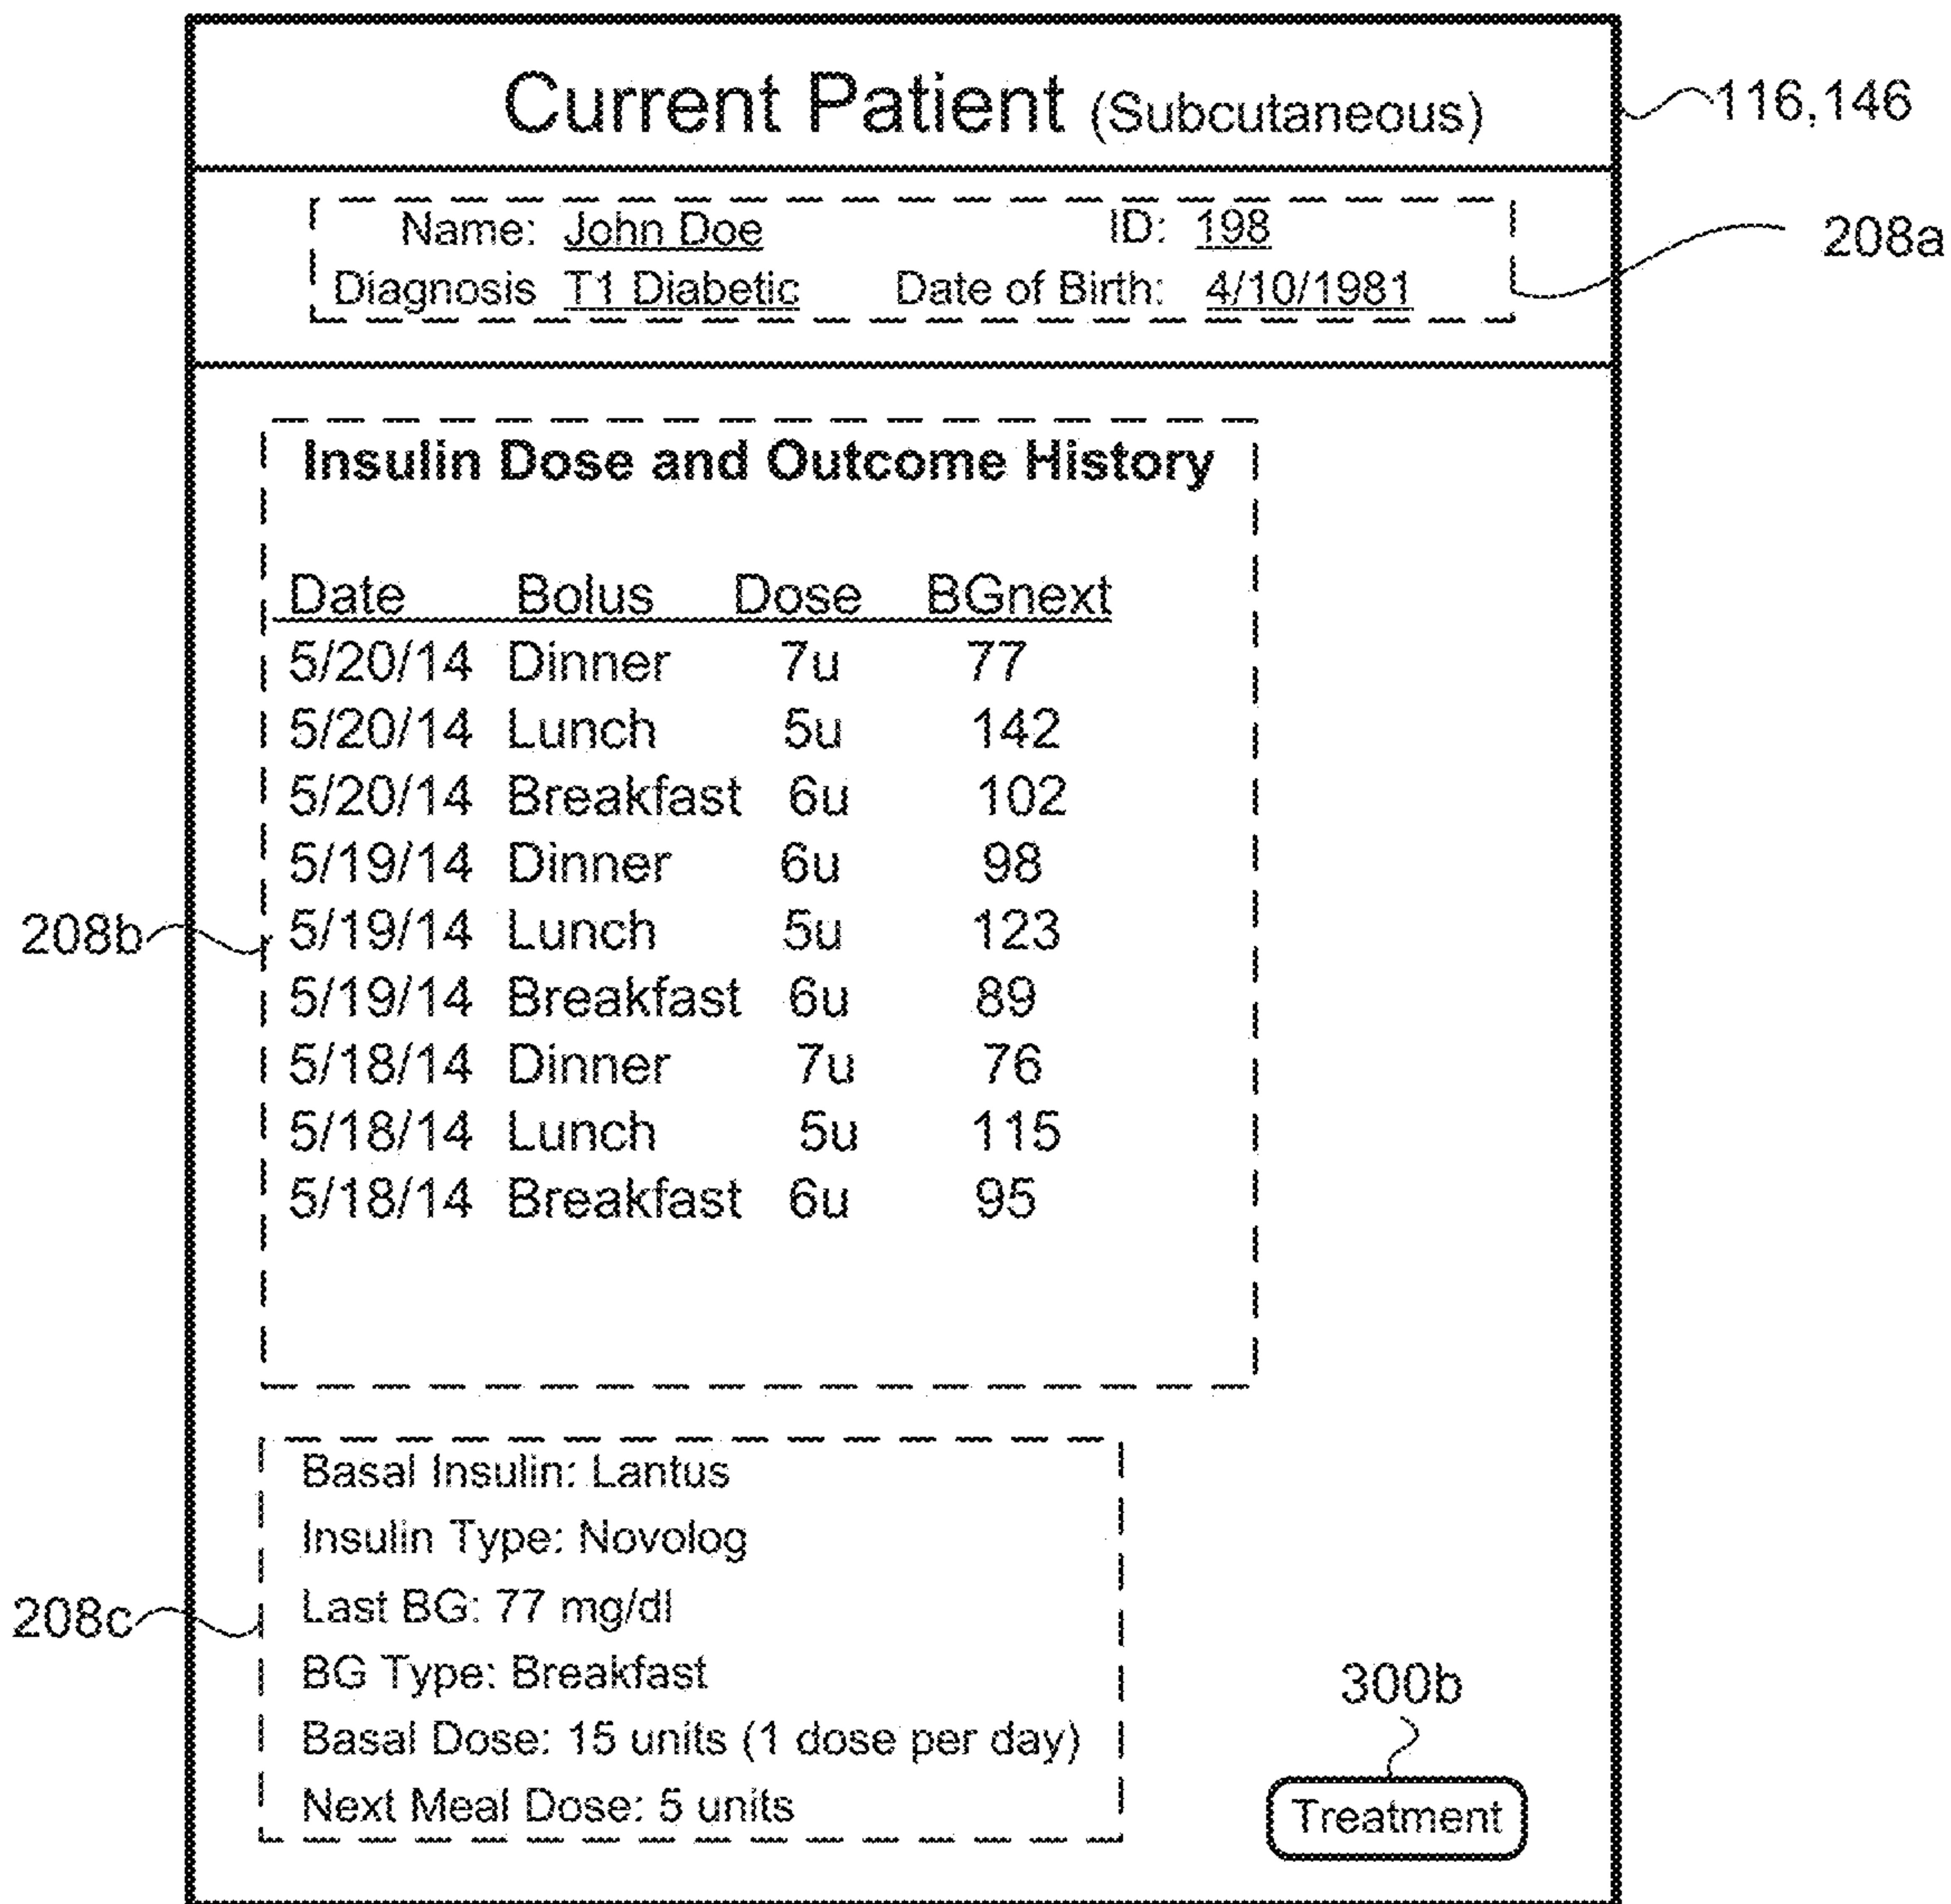 Current Patient (Subcutaneous)
116,146
Name: John Doe ID: 198
208a
Diagnosis T1 Diabetic Date of Birth: 4/10/1981
Insulin Dose and Outcome History
Date Bolus Dose BGnext
5/20/14 Dinner 7u 77
5/20/14 Lunch 5u 142
5/20/14 Breakfast 6u 102
5/19/14 Dinner 6u 98
208b
5/19/14 Lunch 5u 123
5/19/14 Breakfast 6u 89
5/18/14 Dinner 7u 76
5/18/14 Lunch 5u 115
5/18/14 Breakfast 6u 95
Basal Insulin: Lantus
Insulin Type: Novolog
208c
Last BG: 77 mg/dl
BG Type: Breakfast
300b
Basal Dose: 15 units (1 dose per day)
Next Meal Dose: 5 units
Treatment